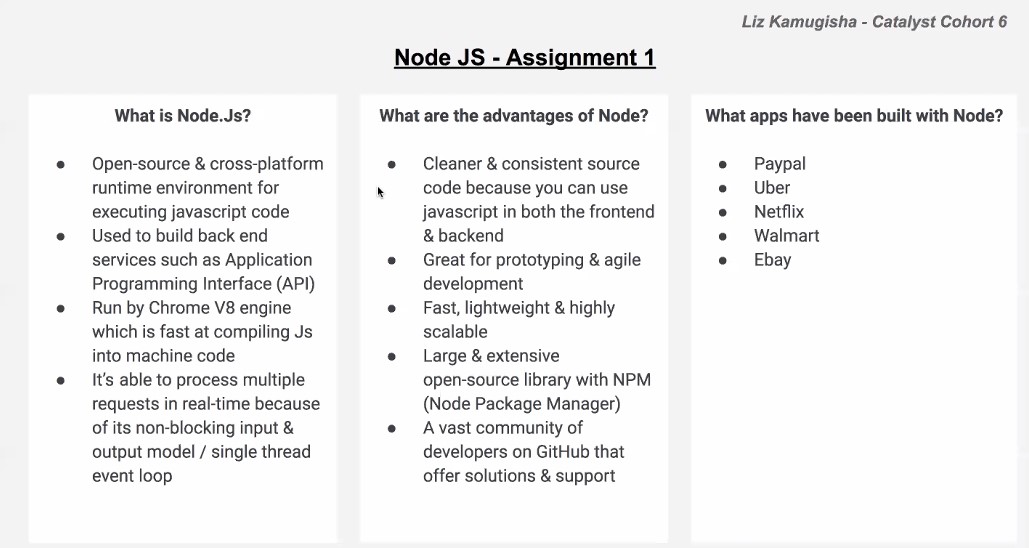 Liz Kamugisha - Catalyst Cohort 6
Node JS - Assignment 1
What is Node.Js?
● Open-source & cross-platform
runtime environment for
executing javascript code
● Used to build back end
services such as Application
Programming Interface (API)
● Run by Chrome V8 engine
which is fast at compiling Js
into machine code
● It's able to process multiple
requests in real-time because
of its non-blocking input &
output model / single thread
event loop
What are the advantages of Node?
● Cleaner & consistent source
code because you can use
javascript in both the frontend
& backend
● Great for prototyping & agile
development
● Fast, lightweight & highly
scalable
● Large & extensive
open-source library with NPM
(Node Package Manager)
● A vast community of
developers on GitHub that
offer solutions & support
What apps have been built with Node?
● Paypal
● Uber
● Netflix
● Walmart
● Ebay